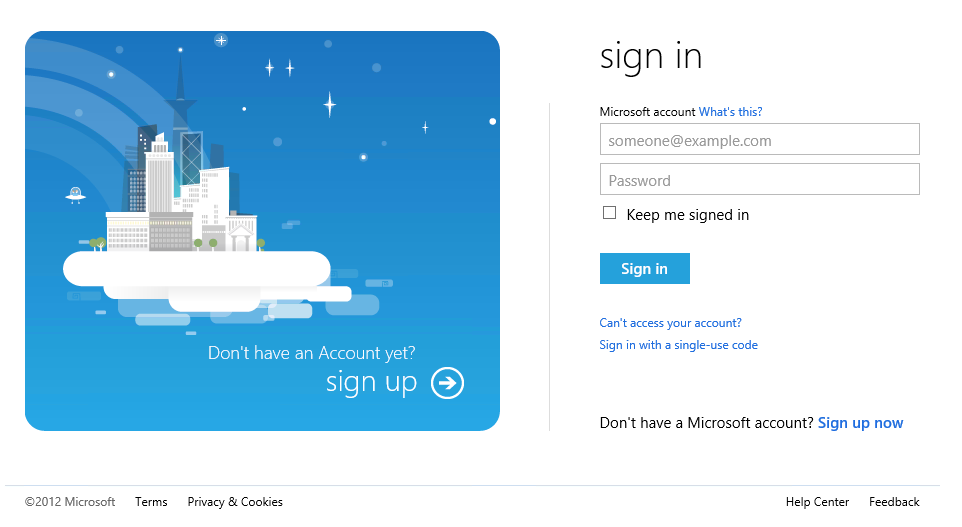 sign in
Microsoft account What's this?
someone@example.com
Password
Keep me signed in
Sign in
Can't access your account?
Sign in with a single-use code
Don't have an Account yet?
sign up
Don't have a Microsoft account? Sign up now
©2012 Microsoft Terms Privacy & Cookies Help Center Feedback